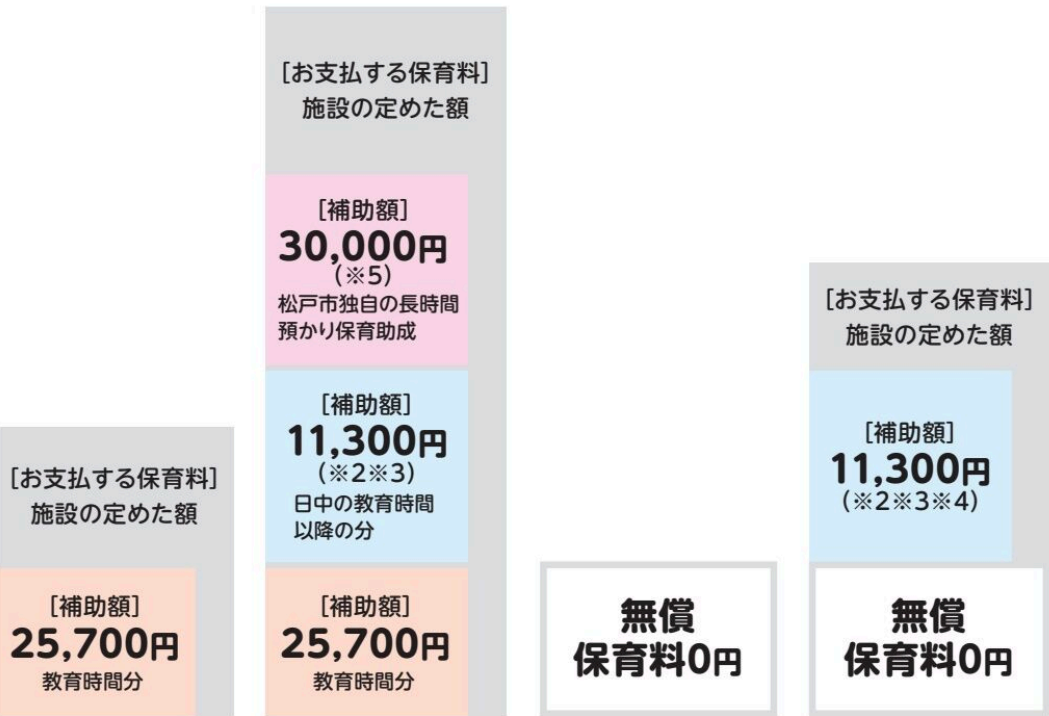 [お支払する保育料]
施設の定めた額
[補助額]
25,700円
教育時間分
[お支払する保育料]
施設の定めた額
[補助額]
30,000円
(※5)
松戸市独自の長時間
預かり保育助成
[補助額]
11,300円
(※2※3)
日中の教育時間
以降の分
[補助額]
25,700円
教育時間分
無償
保育料0円
[お支払する保育料]
施設の定めた額
[補助額]
11,300円
(※2※3※4)
無償
保育料0円